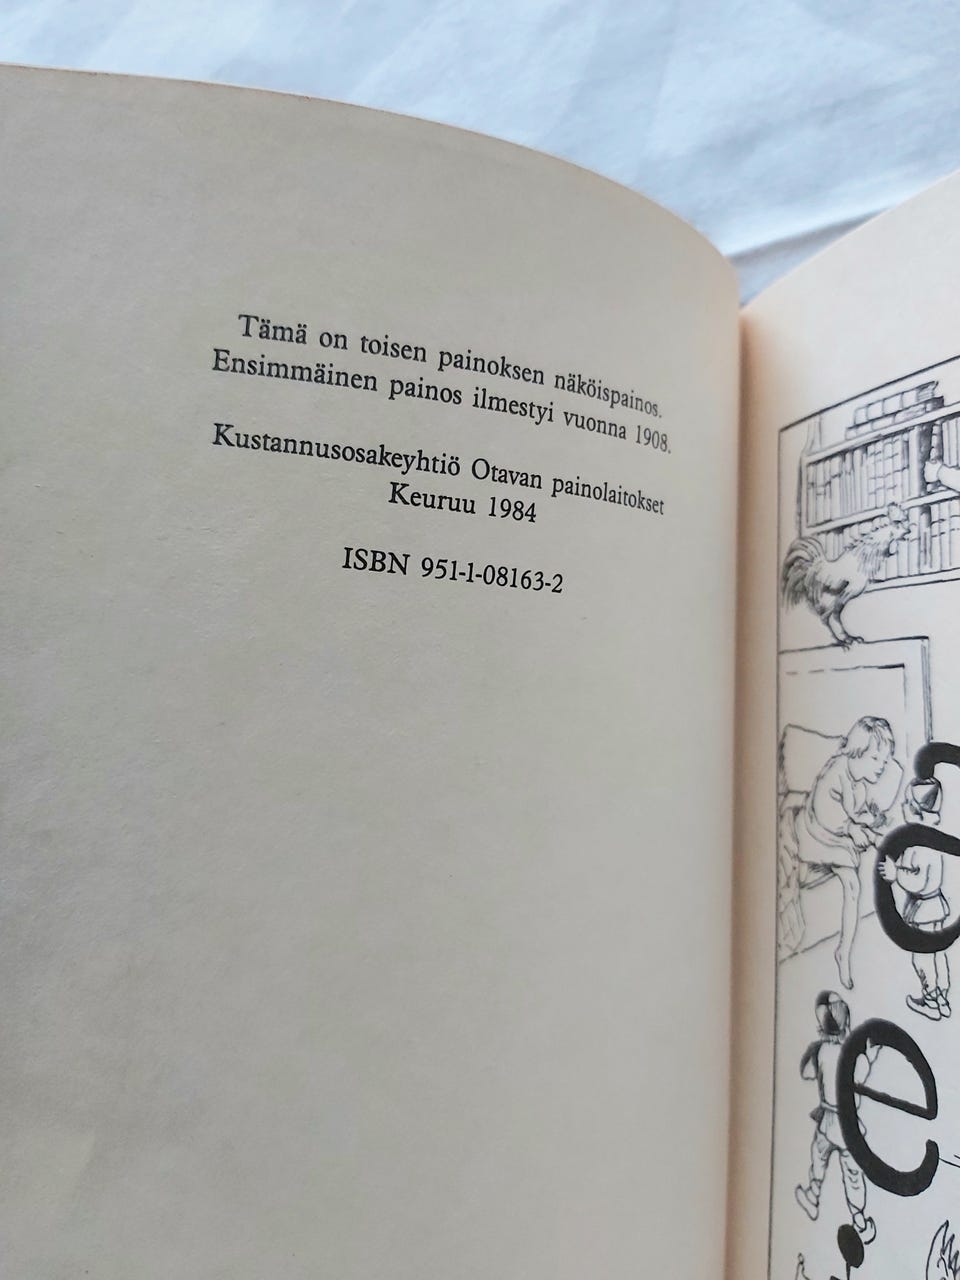 Tämä on toisen painoksen näköispainos.
Ensimmäinen painos ilmestyi vuonna 1908.
Kustannusosakeyhtiö Otavan painolaitokset
Keuruu 1984
ISBN 951-1-08163-2
e